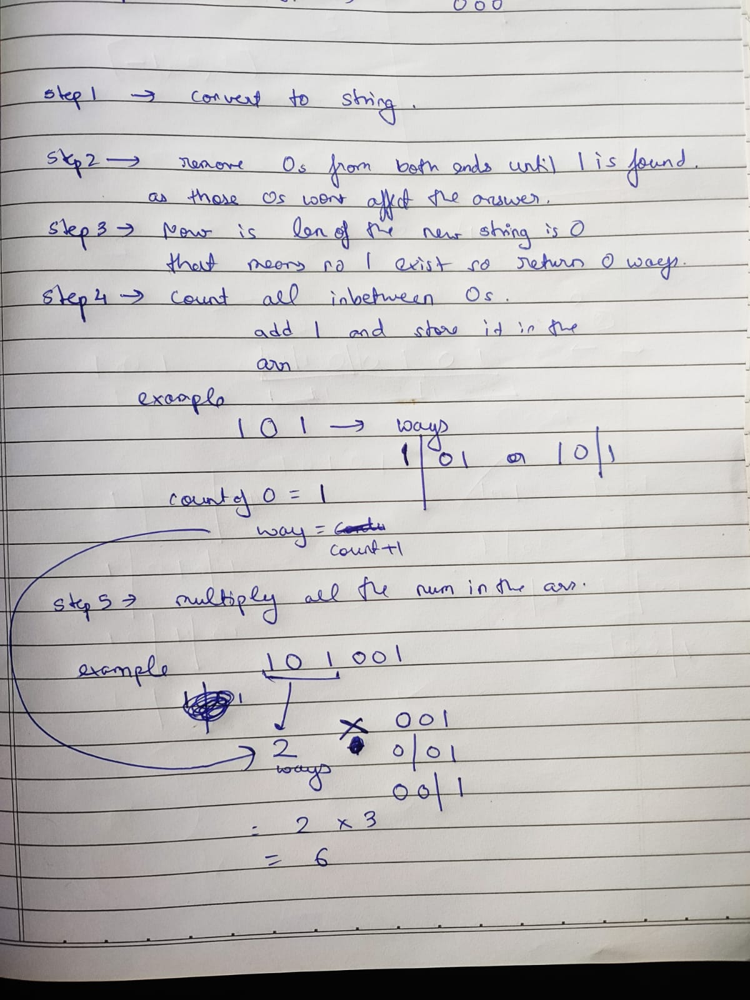 000
step 1 → convert to string.
step 2 → remove 0s from both ends until 1 is found.
as those 0s wont affect the answer.
step 3 → Now is len of the new string is 0
that means no 1 exist so return 0 ways.
step 4 → count all inbetween 0s.
add 1 and store it in the
arr
example
1 0 1 → ways
1|01 or 10|1
count of 0 = 1
way =
count+1
step 5 → multiply all the num in the arr.
example 101001
001
2 × 0|01
ways
00|1
= 2 × 3
= 6